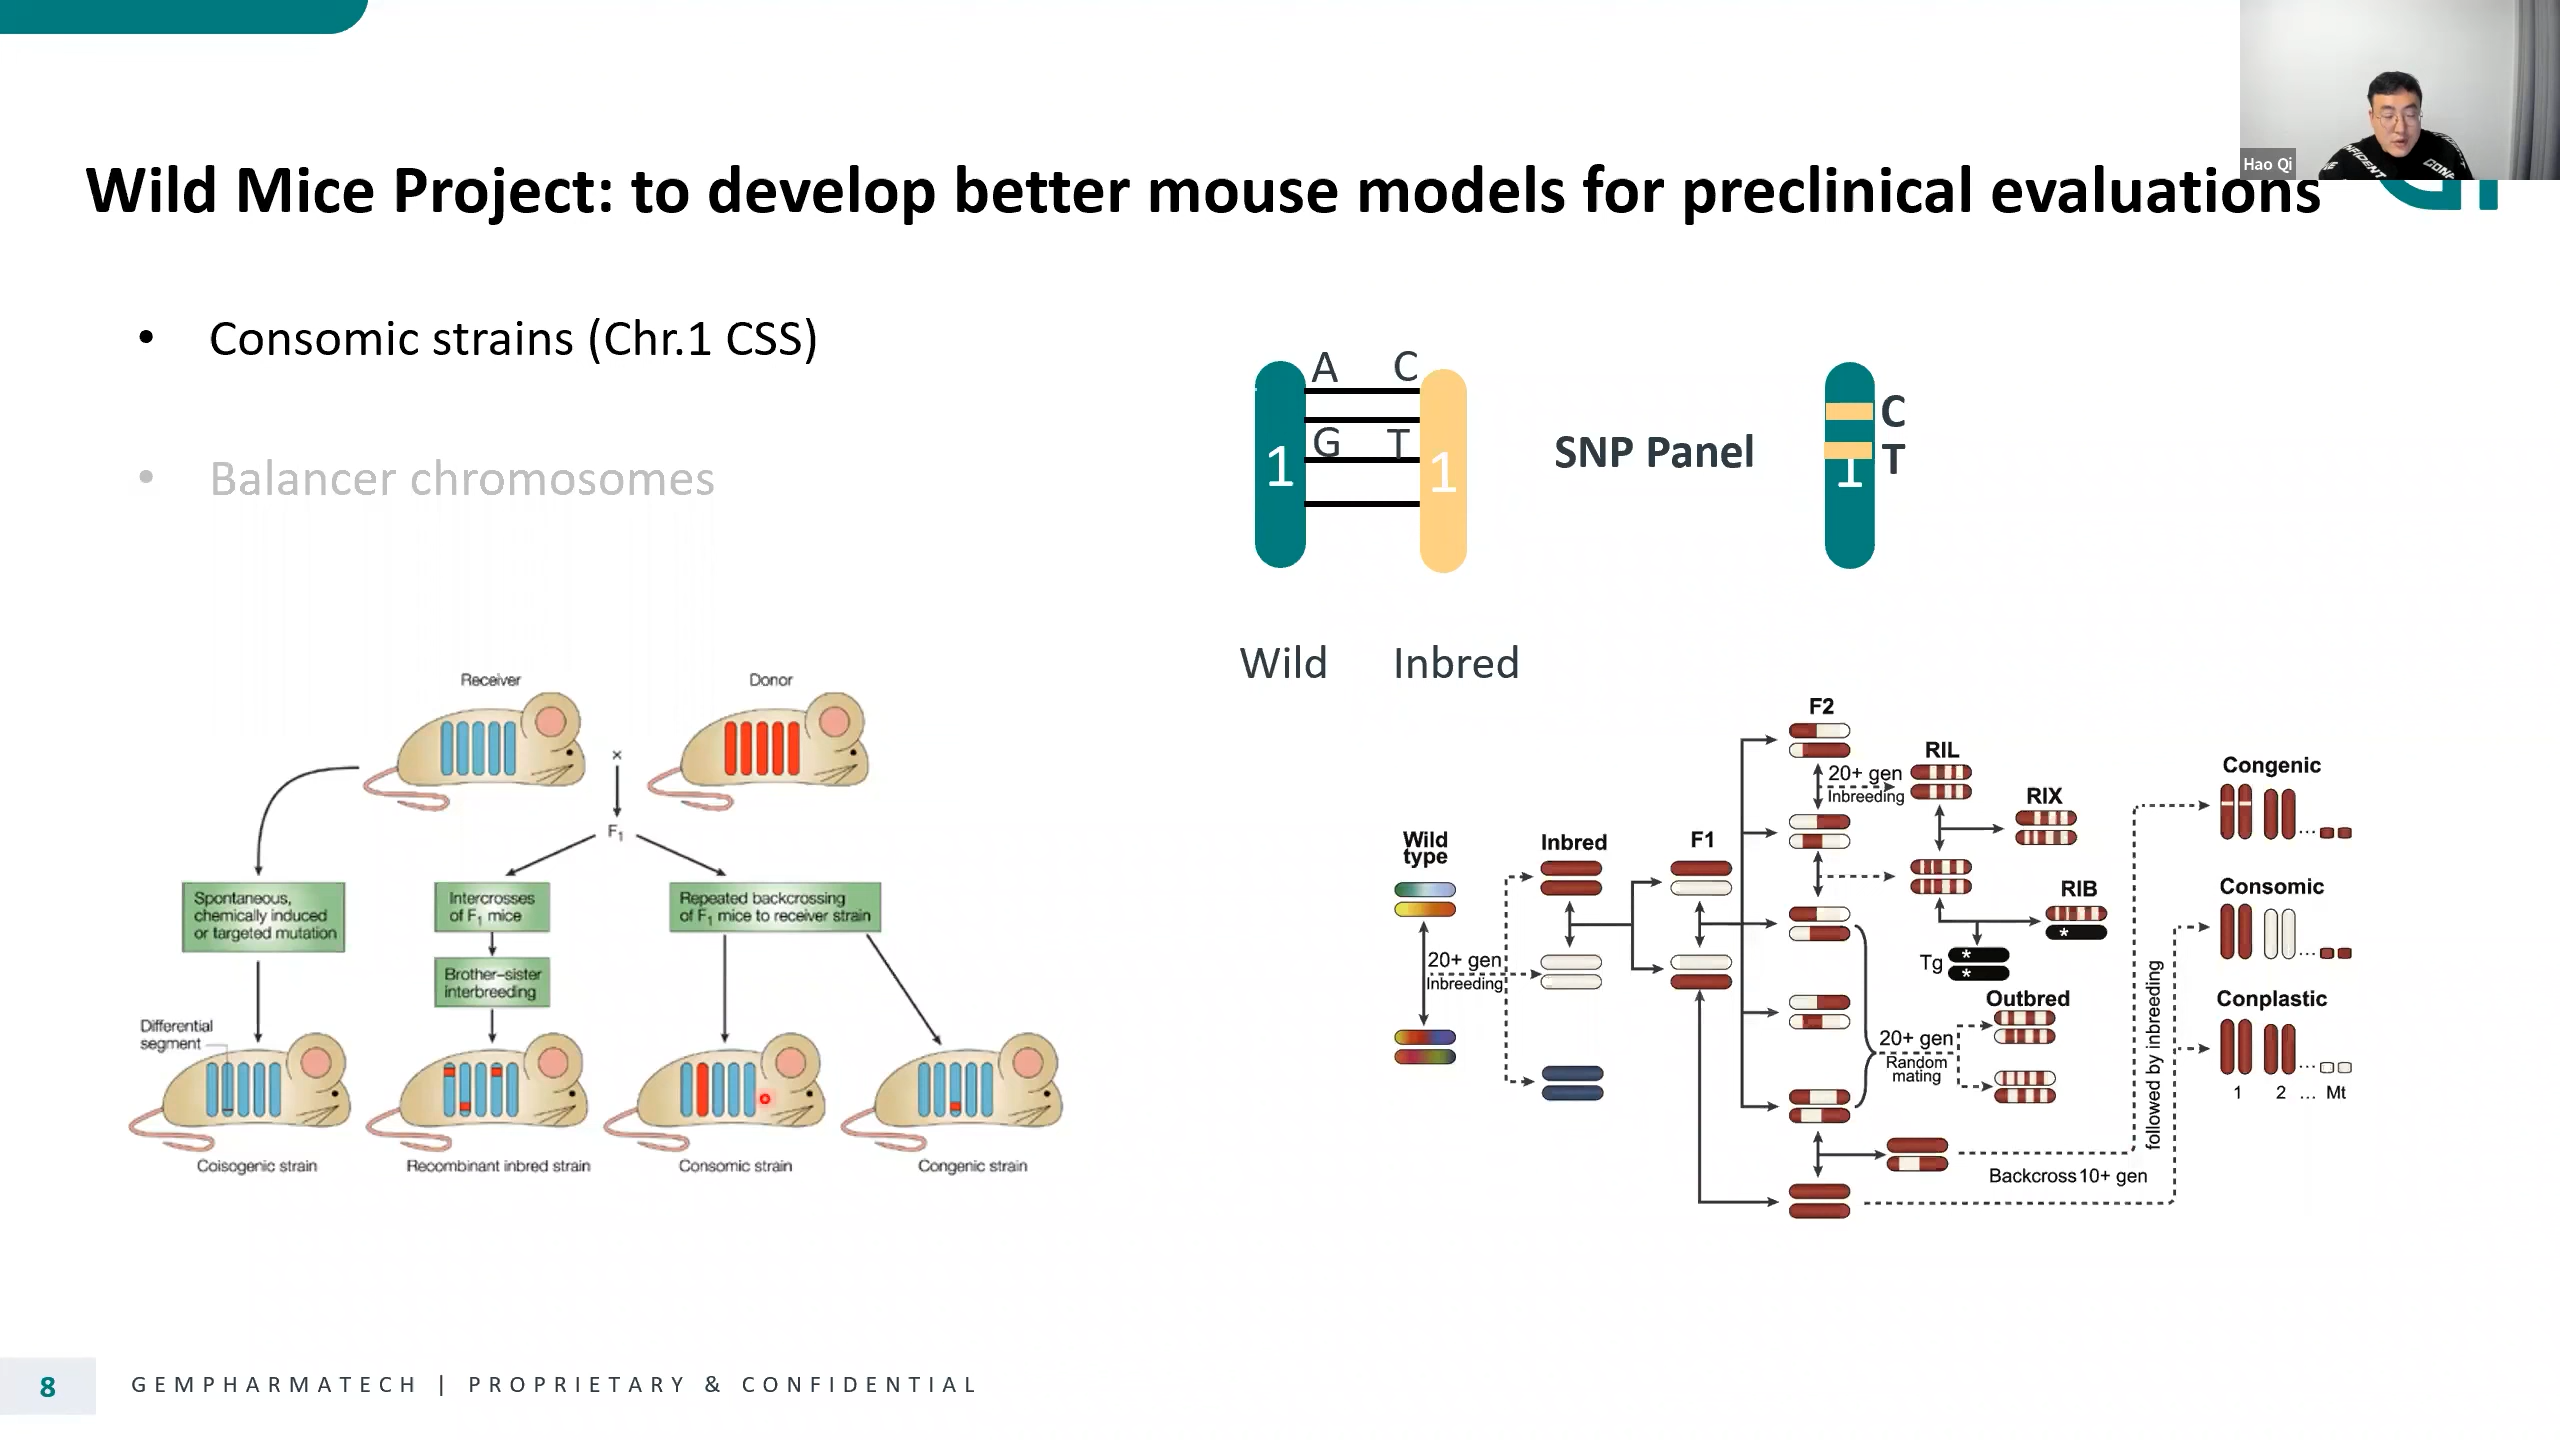 Hao Qi
Wild Mice Project: to develop better mouse models for preclinical evaluations
• Consomic strains (Chr.1 CSS)
• Balancer chromosomes
A C
G T
1 1
SNP Panel
C
T
1
Wild Inbred
Receiver
Donor
×
F1
Spontaneous,
chemically induced
or targeted mutation
Intercrosses
of F1 mice
Repeated backcrossing
of F1 mice to receiver strain
Brother–sister
interbreeding
Differential
segment
Coisogenic strain
Recombinant inbred strain
Consomic strain
Congenic strain
Wild
type
20+ gen
Inbreeding
Inbred
F1
F2
20+ gen
Inbreeding
RIL
RIX
RIB
*
Tg
*
*
Outbred
20+ gen
Random
mating
Backcross 10+ gen
followed by inbreeding
Congenic
...
Consomic
...
Conplastic
...
1 2 ... Mt
8
GEMPHARMATECH | PROPRIETARY & CONFIDENTIAL